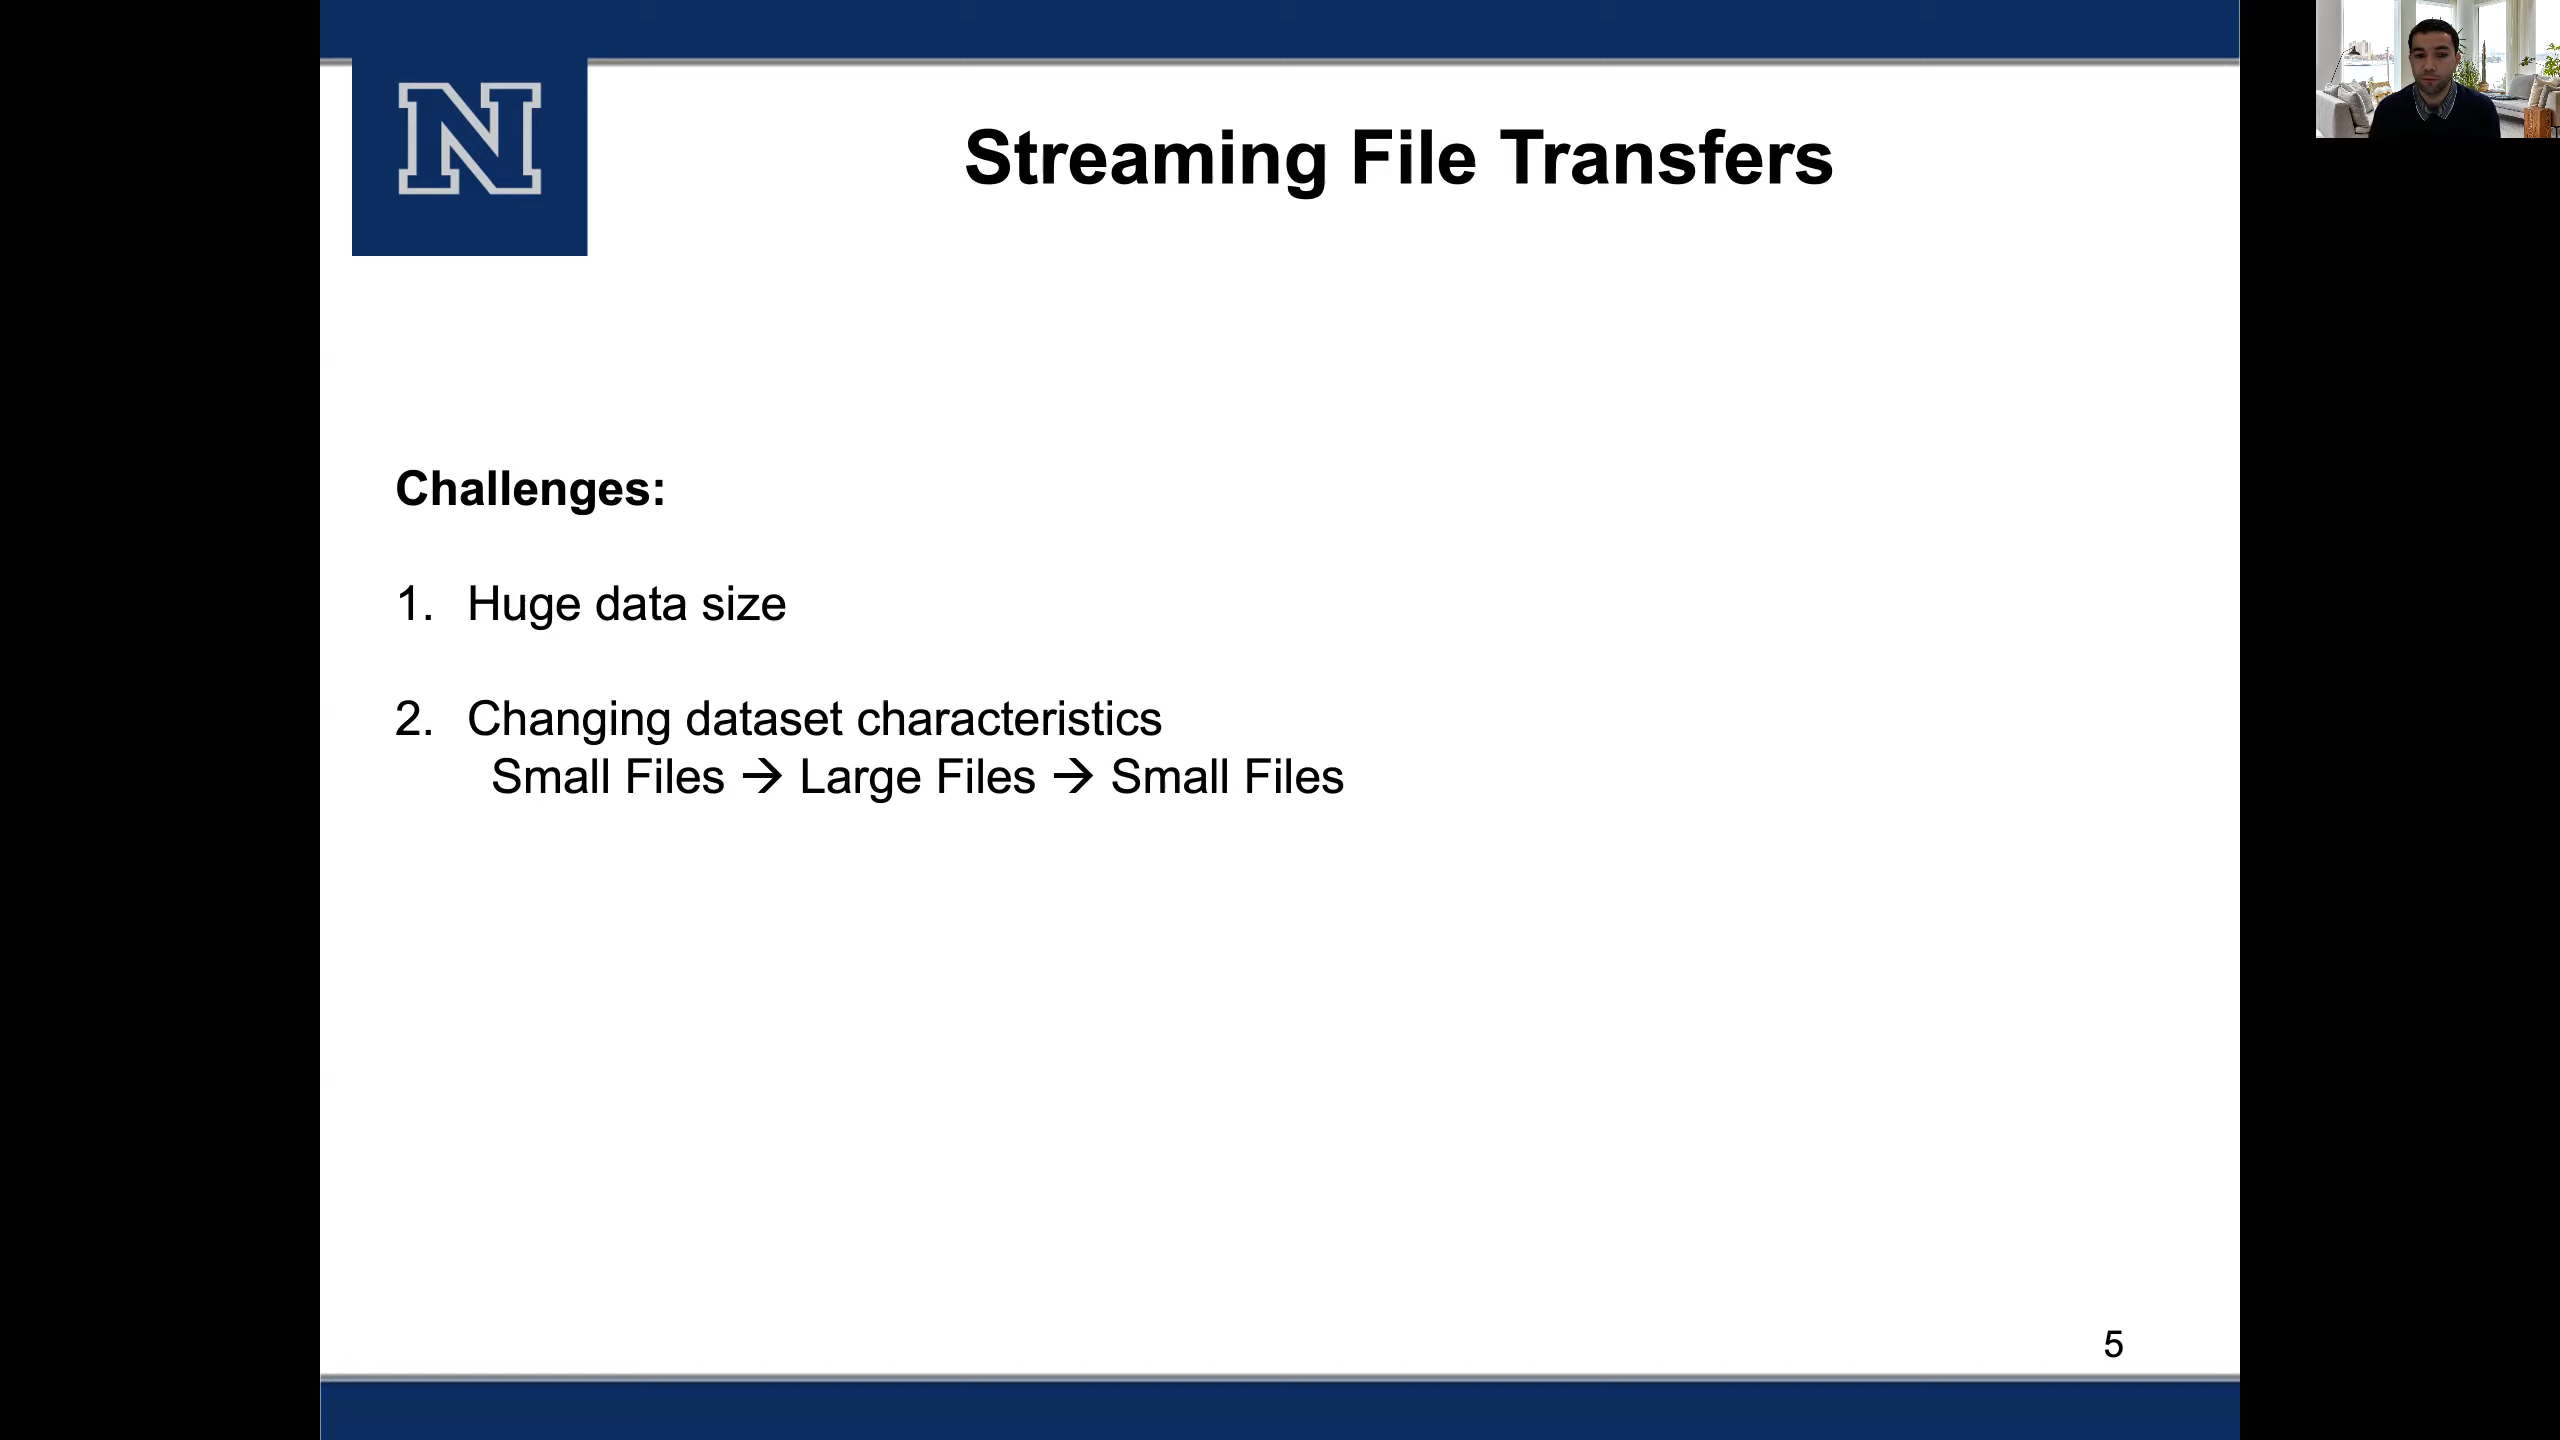 N
Streaming File Transfers
Challenges:
1. Huge data size
2. Changing dataset characteristics
Small Files → Large Files → Small Files
5